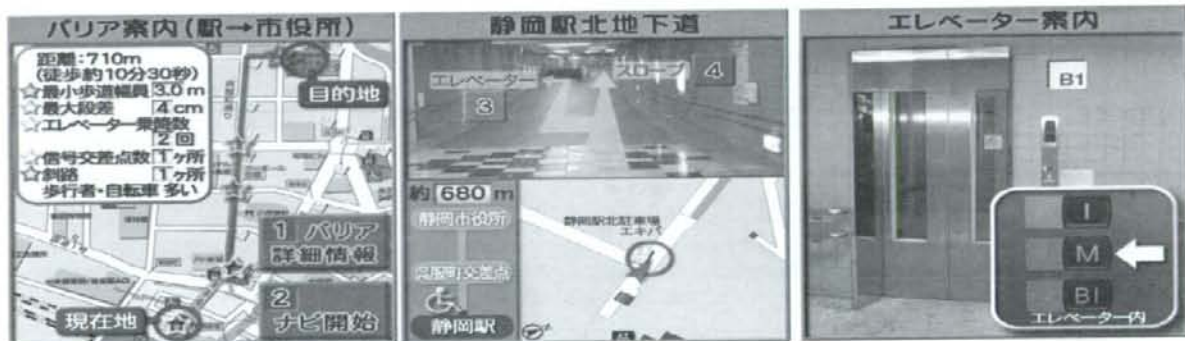 バリア案内(駅→市役所)
距離:710m
(徒歩約10分30秒)
☆最小歩道幅員 3.0 m
☆最大段差 4 cm
☆エレベーター乗換数
2 回
☆信号交差点数 1ヶ所
☆斜路 1ヶ所
歩行者・自転車 多い
目的地
1 バリア
詳細情報
2
ナビ開始
現在地
静岡駅北地下道
エレベーター
3
スロープ 4
約 680 m
静岡市役所
呉服町交差点
静岡駅
静岡駅北駐車場
エキパ
エレベーター案内
B1
1
M
B1
エレベーター内